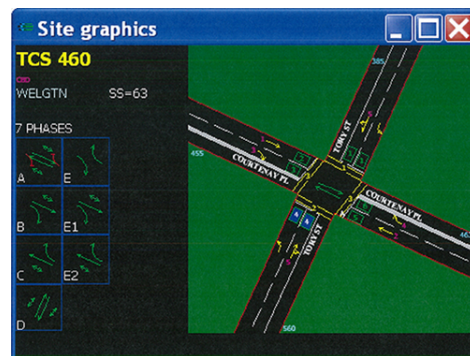 Site graphics
TCS 460
WELGTN SS=63
7 PHASES
A E
B E1
C E2
D
385
TORY ST
455
COURTENAY PL
COURTENAY PL
TORY ST
560